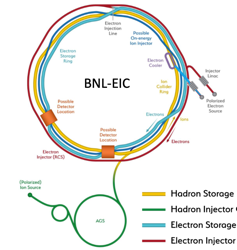 Electron
Injection
Line
Possible
On-energy
Ion Injector
Electron
Storage
Ring
Electron
Cooler
Injector
Linac
BNL-EIC
Ion
Collider
Ring
Polarized
Electron
Source
Possible
Detector
Location
Electrons
Ions
Possible
Detector
Location
Electron
Injector (RCS)
Electrons
(Polarized)
Ion Source
AGS
Hadron Storage
Hadron Injector C
Electron Storage
Electron Injector